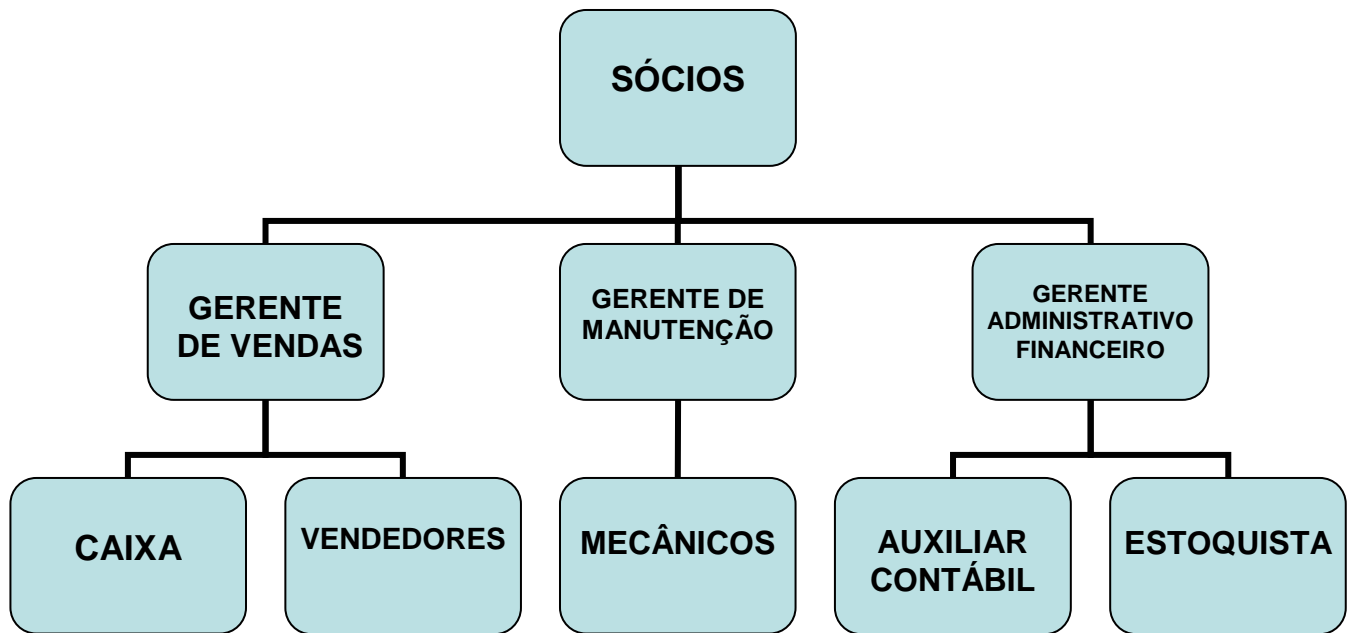 SÓCIOS
GERENTE
DE VENDAS
GERENTE DE
MANUTENÇÃO
GERENTE
ADMINISTRATIVO
FINANCEIRO
CAIXA
VENDEDORES
MECÂNICOS
AUXILIAR
CONTÁBIL
ESTOQUISTA